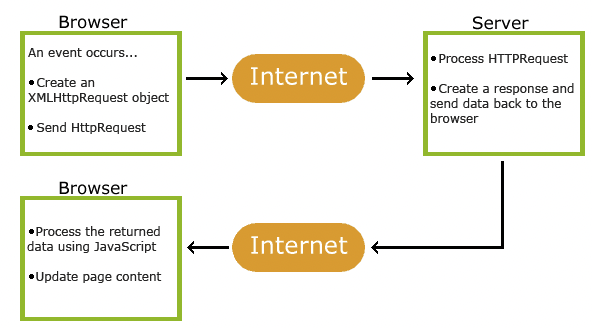 Browser
An event occurs...
•Create an
XMLHttpRequest object
• Send HttpRequest
Internet
Server
•Process HTTPRequest
•Create a response and
send data back to the
browser
Browser
•Process the returned
data using JavaScript
•Update page content
Internet